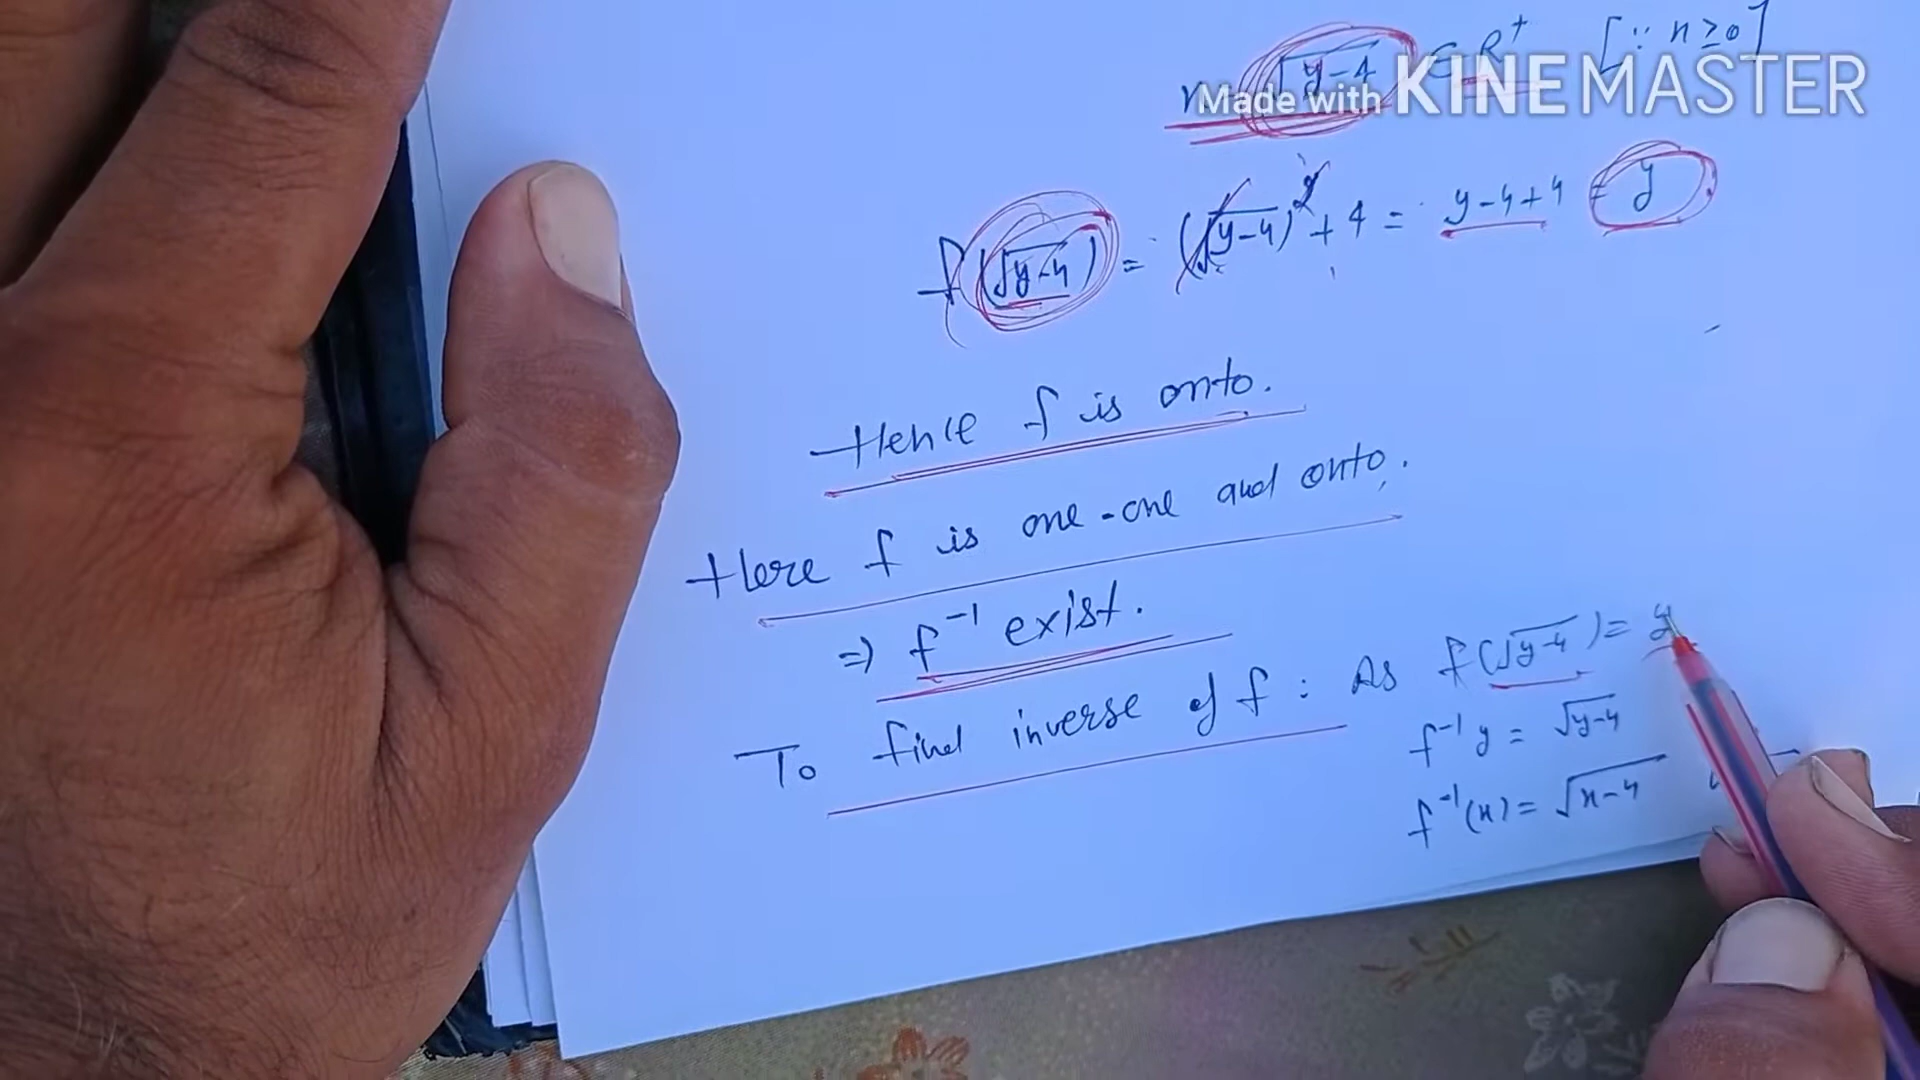 √y-4 ∈ R⁺ [∵ x ≥ 0]
Made with KINEMASTER
f(√y-4) = (√y-4)² + 4 = y-4+4 = y
Hence f is onto.
Here f is one-one and onto.
⇒ f⁻¹ exist.
To find inverse of f : As f(√y-4) = y
f⁻¹ y = √y-4
f⁻¹(x) = √x-4